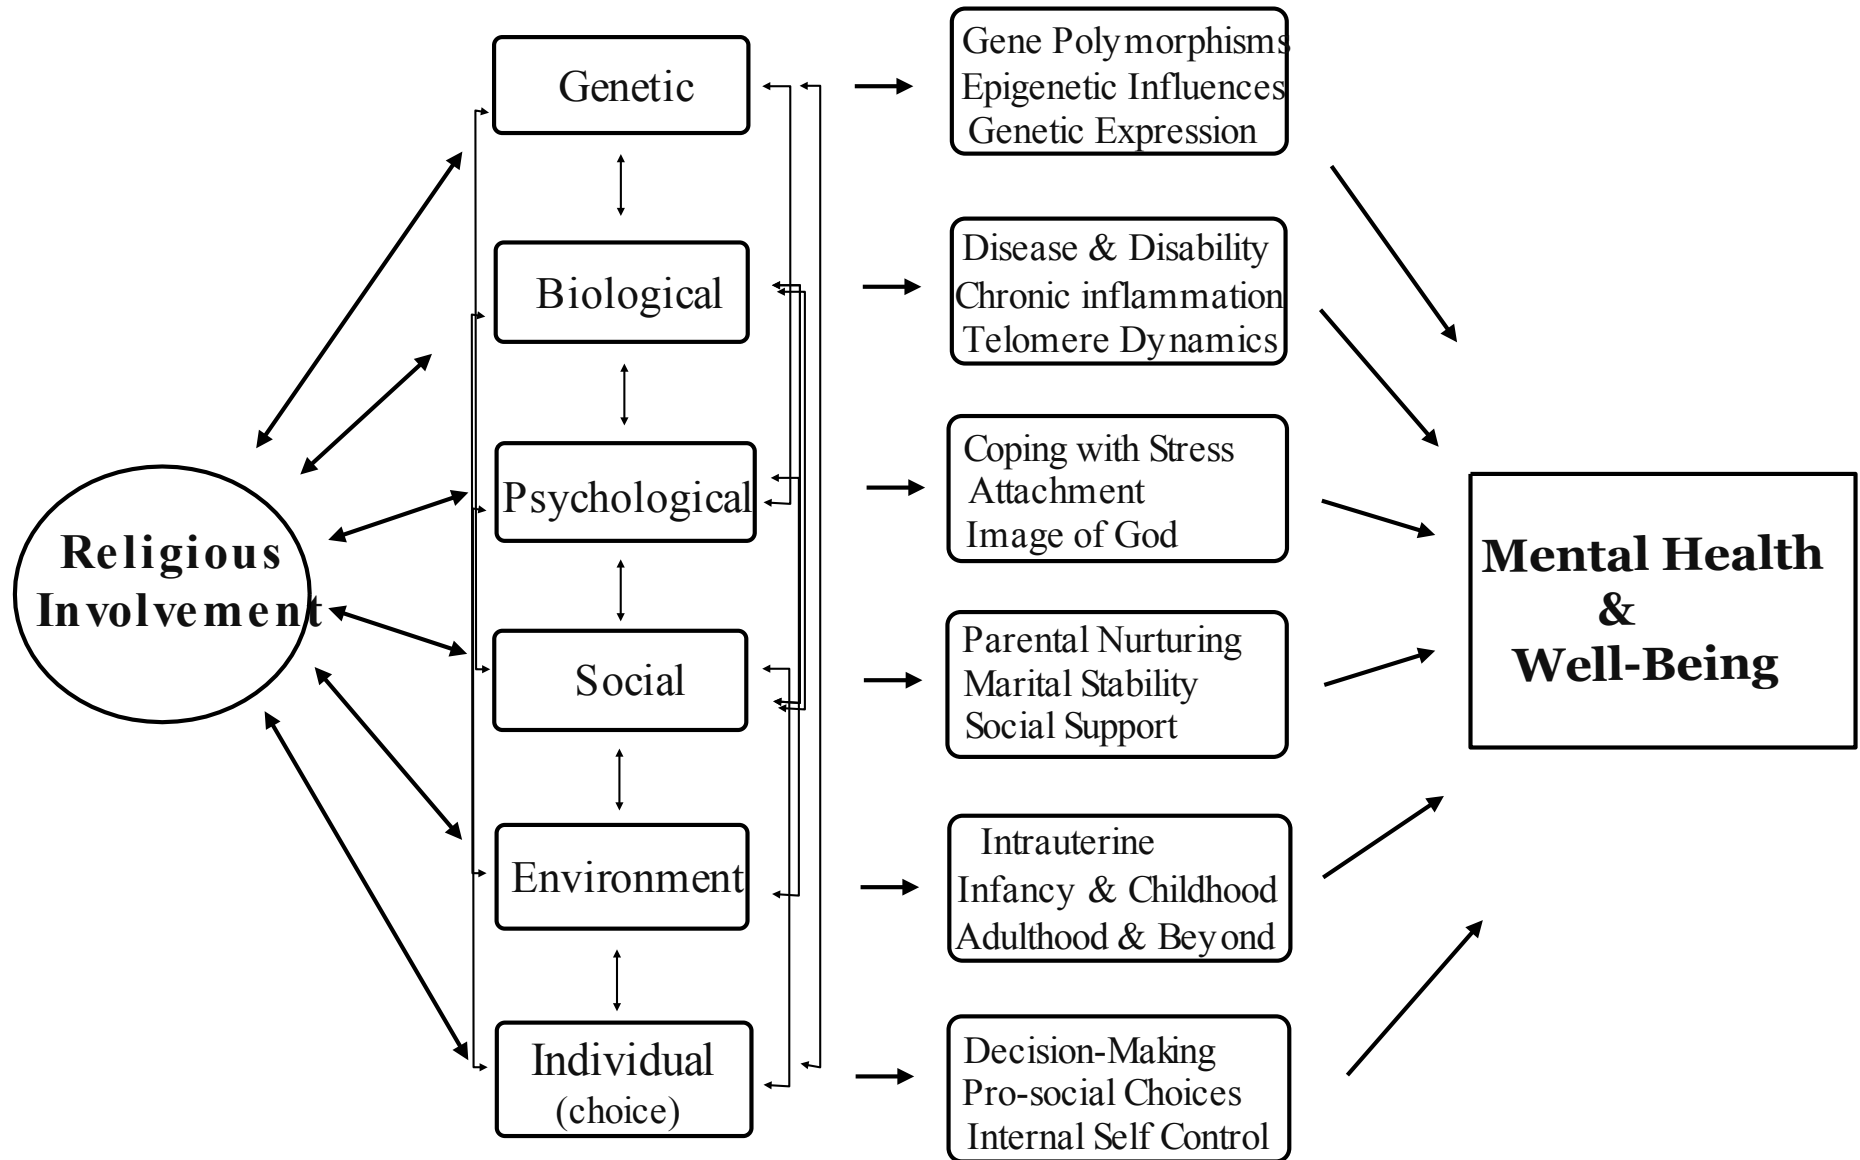 Religious
Involvement
Genetic
Biological
Psychological
Social
Environment
Individual
(choice)
Gene Polymorphisms
Epigenetic Influences
Genetic Expression
Disease & Disability
Chronic inflammation
Telomere Dynamics
Coping with Stress
Attachment
Image of God
Parental Nurturing
Marital Stability
Social Support
Intrauterine
Infancy & Childhood
Adulthood & Beyond
Decision-Making
Pro-social Choices
Internal Self Control
Mental Health
&
Well-Being